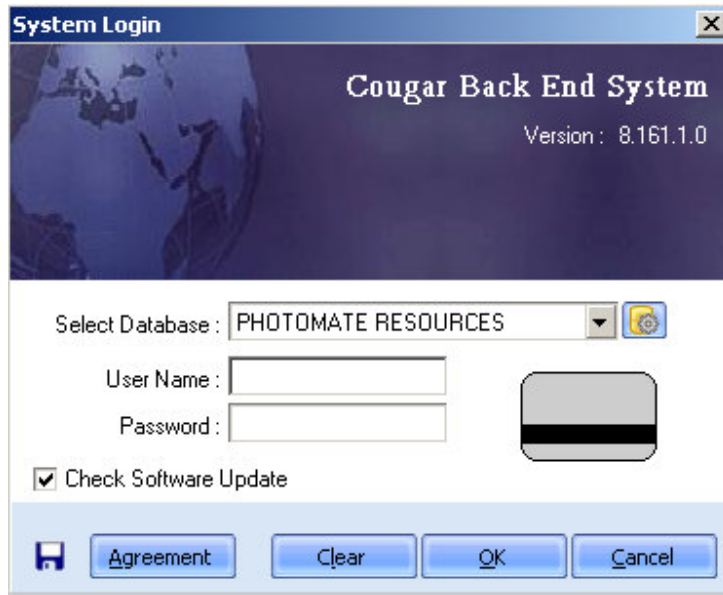 System Login
Cougar Back End System
Version : 8.161.1.0
Select Database : PHOTOMATE RESOURCES
User Name :
Password :
Check Software Update
Agreement Clear OK Cancel